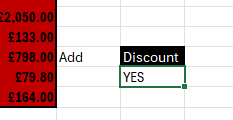 £2,050.00
£133.00
£798.00 Add Discount
£79.80 YES
£164.00